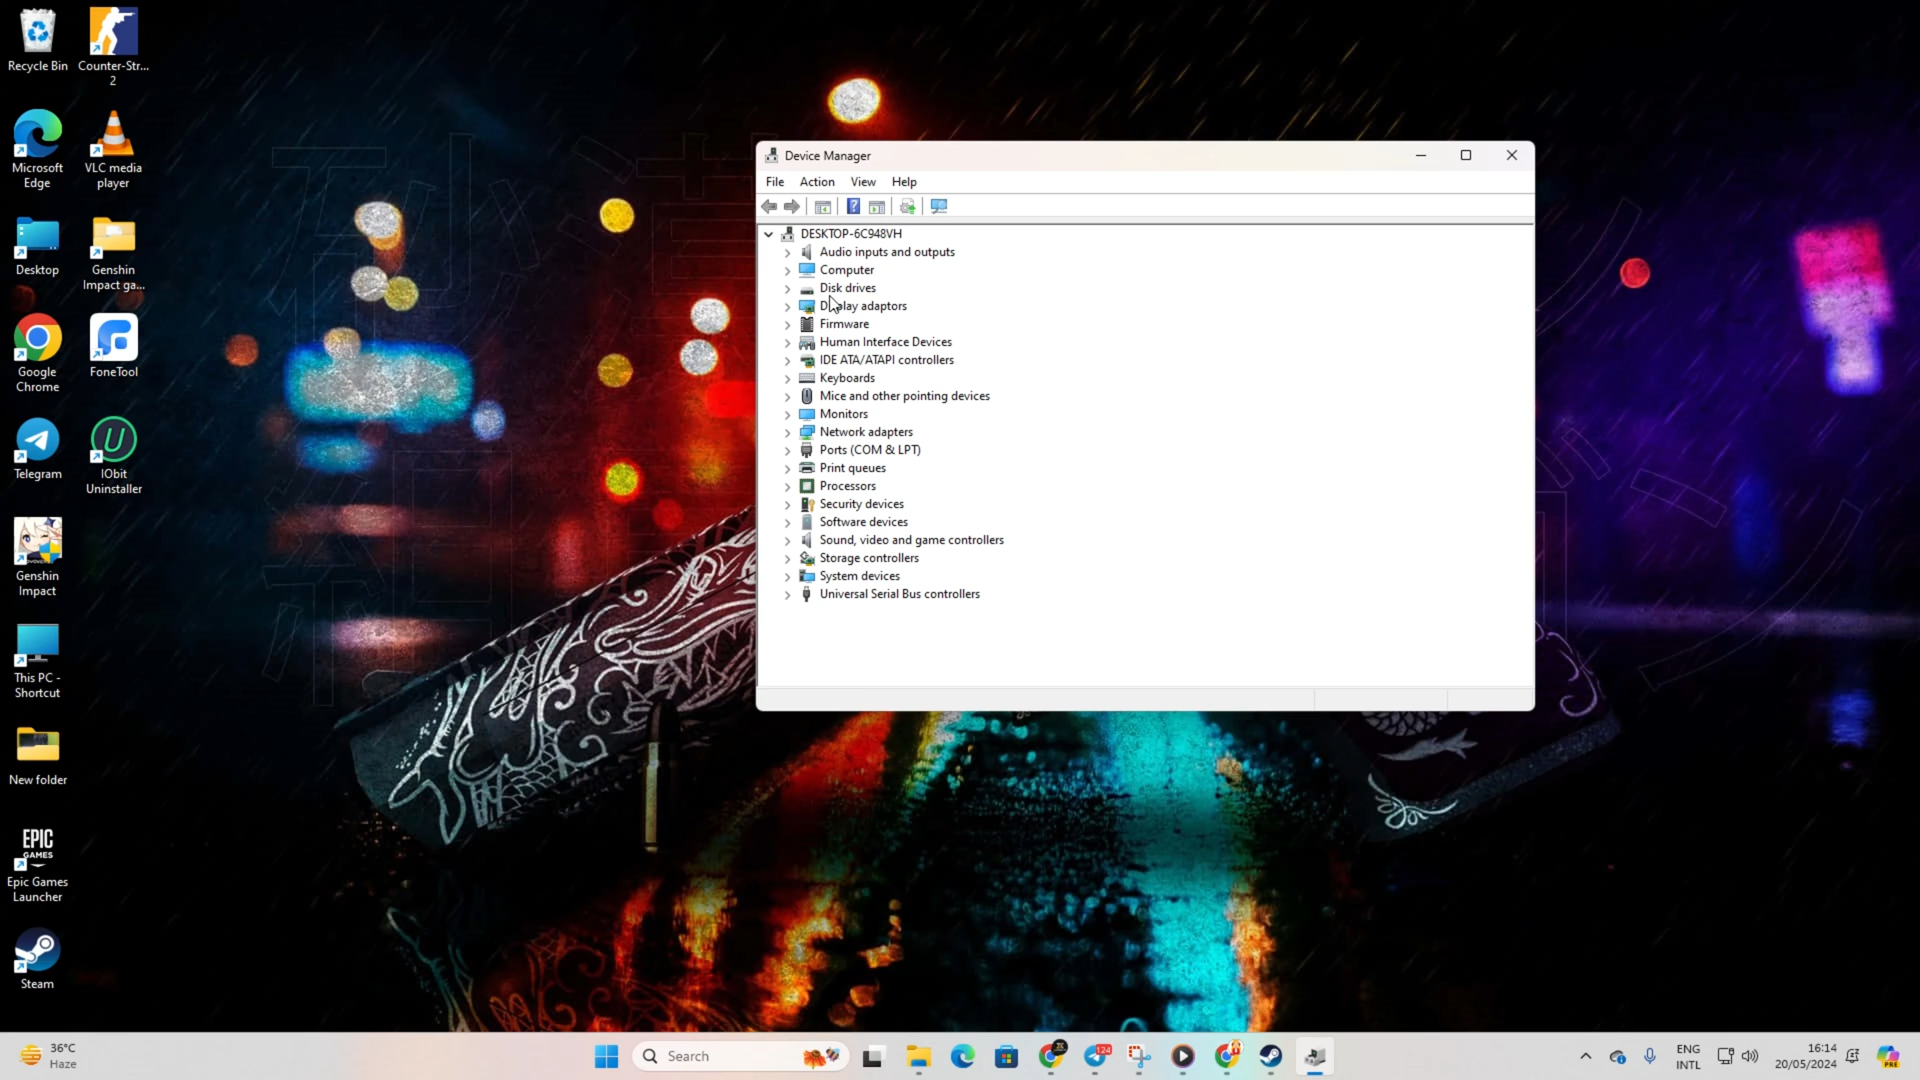 Recycle Bin
Counter-Str...
2
Microsoft
Edge
VLC media
player
Desktop
Genshin
Impact ga...
Google
Chrome
FoneTool
Telegram
IObit
Uninstaller
Genshin
Impact
This PC -
Shortcut
New folder
EPIC
GAMES
Epic Games
Launcher
Steam
Device Manager
File Action View Help
DESKTOP-6C948VH
Audio inputs and outputs
Computer
Disk drives
Display adaptors
Firmware
Human Interface Devices
IDE ATA/ATAPI controllers
Keyboards
Mice and other pointing devices
Monitors
Network adapters
Ports (COM & LPT)
Print queues
Processors
Security devices
Software devices
Sound, video and game controllers
Storage controllers
System devices
Universal Serial Bus controllers
36°C
Haze
Search
124
ENG
INTL
16:14
20/05/2024
PRE